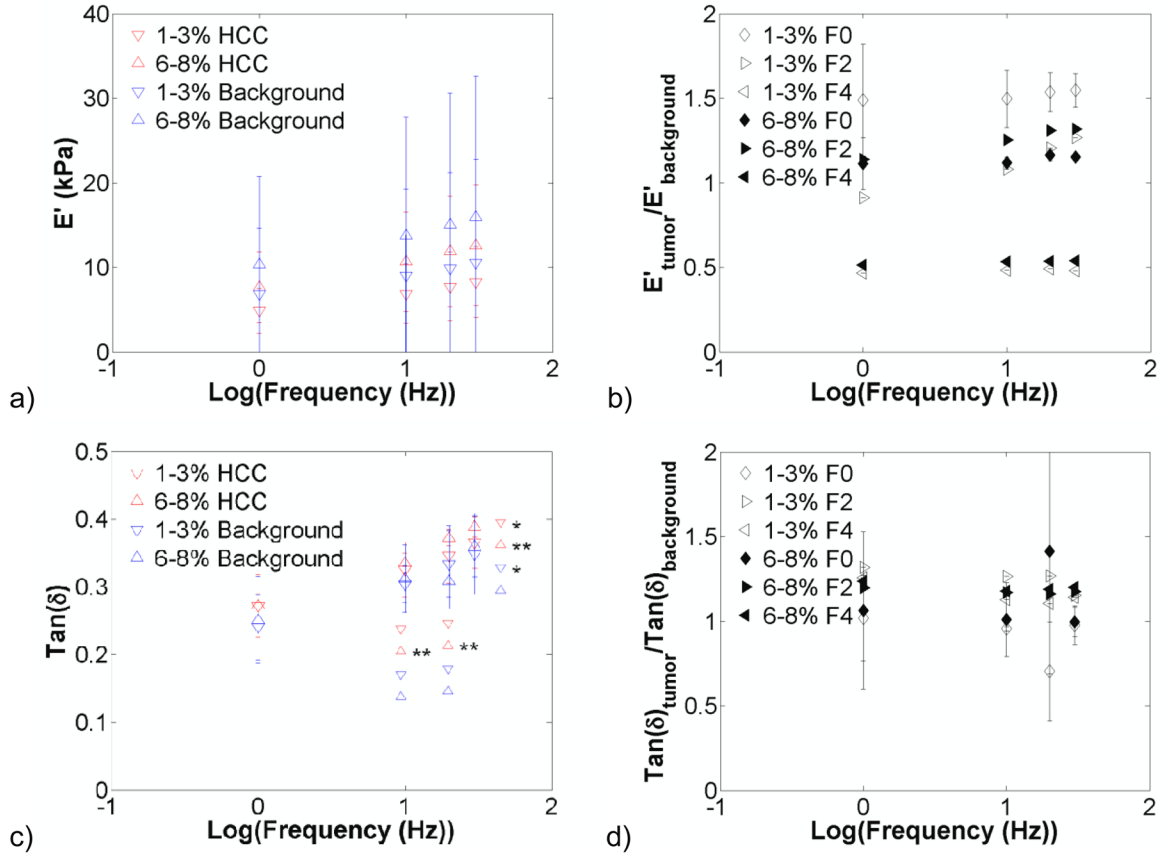 40
30
20
10
0
E' (kPa)
1-3% HCC
6-8% HCC
1-3% Background
6-8% Background
-1 0 1 2
Log(Frequency (Hz))
a)
2
1.5
1
0.5
0
E'tumor/E'background
1-3% F0
1-3% F2
1-3% F4
6-8% F0
6-8% F2
6-8% F4
-1 0 1 2
Log(Frequency (Hz))
b)
0.5
0.4
0.3
0.2
0.1
0
Tan(δ)
1-3% HCC
6-8% HCC
1-3% Background
6-8% Background
*
**
*
** **
-1 0 1 2
Log(Frequency (Hz))
c)
2
1.5
1
0.5
0
Tan(δ)tumor/Tan(δ)background
1-3% F0
1-3% F2
1-3% F4
6-8% F0
6-8% F2
6-8% F4
-1 0 1 2
Log(Frequency (Hz))
d)